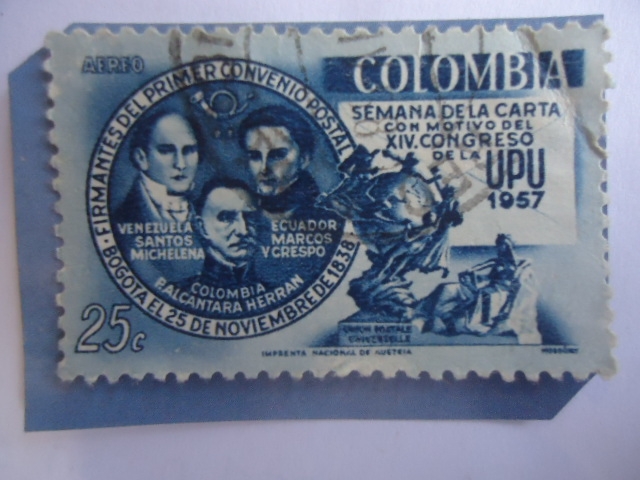 AEREO
COLOMBIA
FIRMANTES DEL PRIMER CONVENIO POSTAL
BOGOTA EL 25 DE NOVIEMBRE DE 1838
SEMANA DE LA CARTA
CON MOTIVO DEL
XIV. CONGRESO
DE LA UPU
1957
VENEZUELA
SANTOS
MICHELENA
ECUADOR
MARCOS
Y CRESPO
COLOMBIA
P. ALCANTARA HERRAN
25c
UNION POSTALE
UNIVERSELLE
IMPRENTA NACIONAL DE AUSTRIA